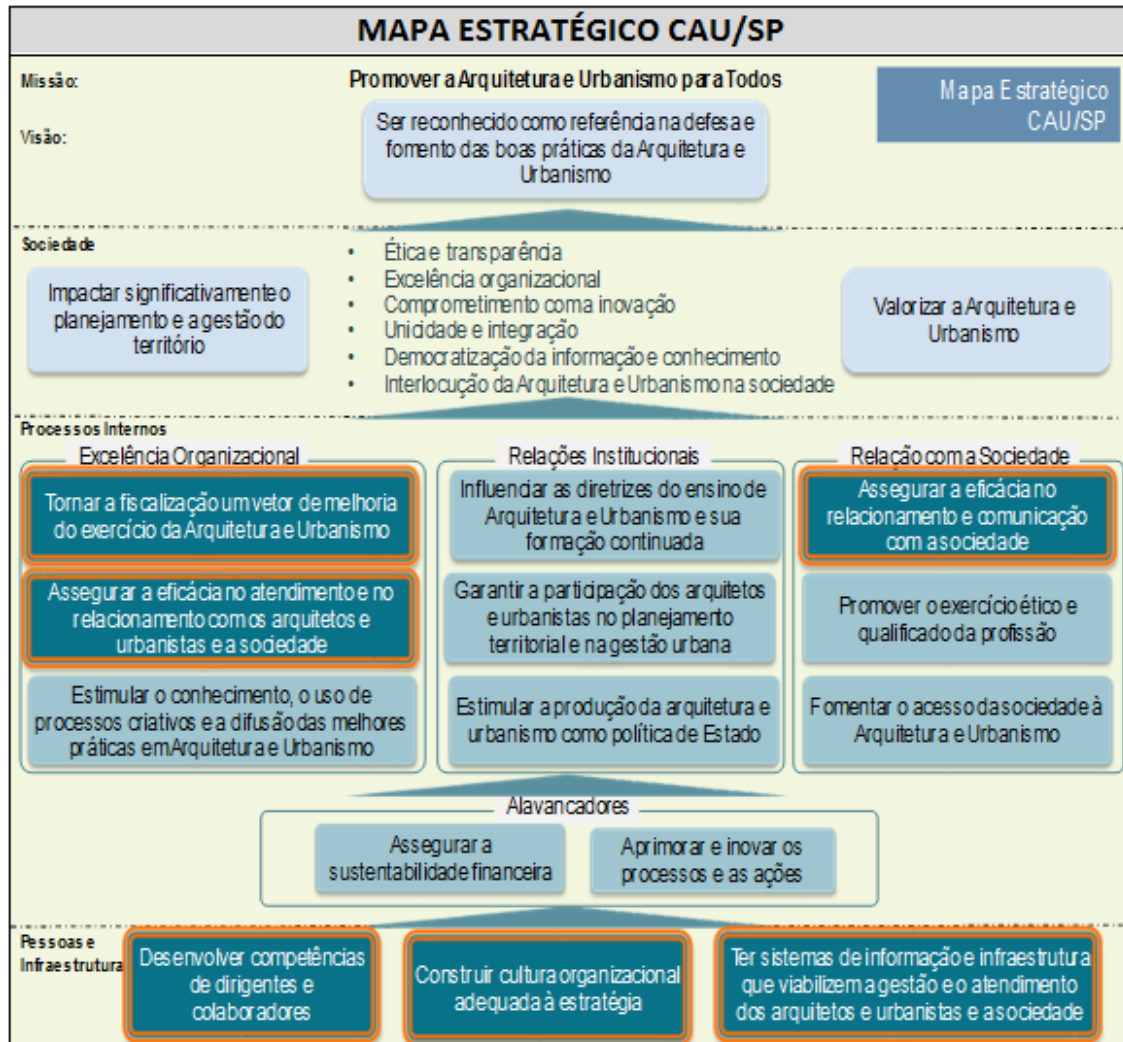 MAPA ESTRATÉGICO CAU/SP
Missão:
Promover a Arquitetura e Urbanismo para Todos
Mapa Estratégico
CAU/SP
Visão:
Ser reconhecido como referência na defesa e
fomento das boas práticas da Arquitetura e
Urbanismo
Sociedade
Impactar significativamente o
planejamento e a gestão do
território
• Ética e transparência
• Excelência organizacional
• Comprometimento com a inovação
• Unicidade e integração
• Democratização da informação e conhecimento
• Interlocução da Arquitetura e Urbanismo na sociedade
Valorizar a Arquitetura e
Urbanismo
Processos Internos
Excelência Organizacional
Tornar a fiscalização um vetor de melhoria
do exercício da Arquitetura e Urbanismo
Assegurar a eficácia no atendimento e no
relacionamento com os arquitetos e
urbanistas e a sociedade
Estimular o conhecimento, o uso de
processos criativos e a difusão das melhores
práticas em Arquitetura e Urbanismo
Relações Institucionais
Influenciar as diretrizes do ensino de
Arquitetura e Urbanismo e sua
formação continuada
Garantir a participação dos arquitetos
e urbanistas no planejamento
territorial e na gestão urbana
Estimular a produção da arquitetura e
urbanismo como política de Estado
Relação com a Sociedade
Assegurar a eficácia no
relacionamento e comunicação
com a sociedade
Promover o exercício ético e
qualificado da profissão
Fomentar o acesso da sociedade à
Arquitetura e Urbanismo
Alavancadores
Assegurar a
sustentabilidade financeira
Aprimorar e inovar os
processos e as ações
Pessoas e
Infraestrutura
Desenvolver competências
de dirigentes e
colaboradores
Construir cultura organizacional
adequada à estratégia
Ter sistemas de informação e infraestrutura
que viabilizem a gestão e o atendimento
dos arquitetos e urbanistas e a sociedade